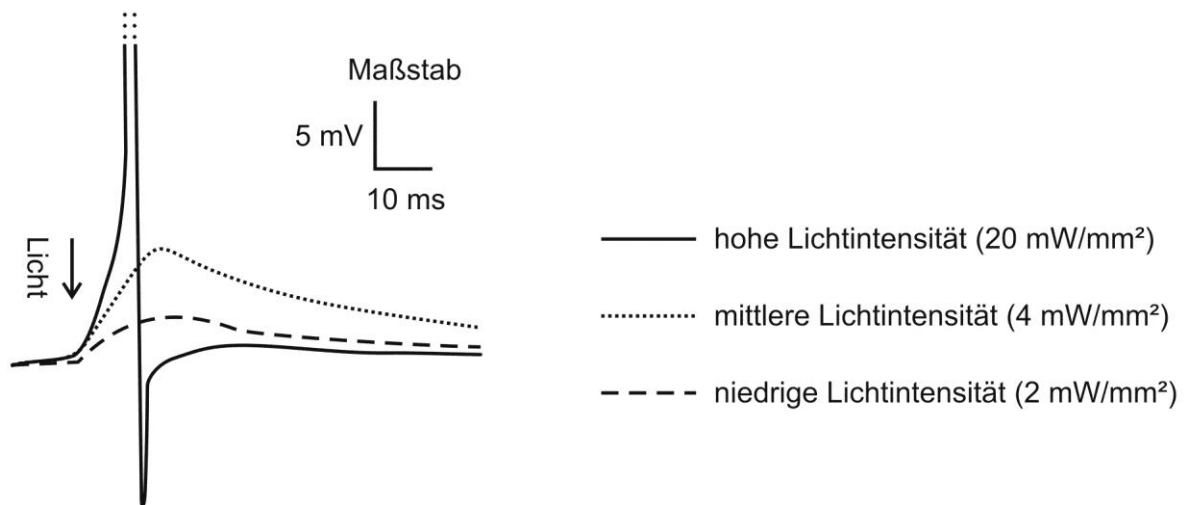 Maßstab
5 mV
10 ms
Licht
hohe Lichtintensität (20 mW/mm²)
mittlere Lichtintensität (4 mW/mm²)
niedrige Lichtintensität (2 mW/mm²)